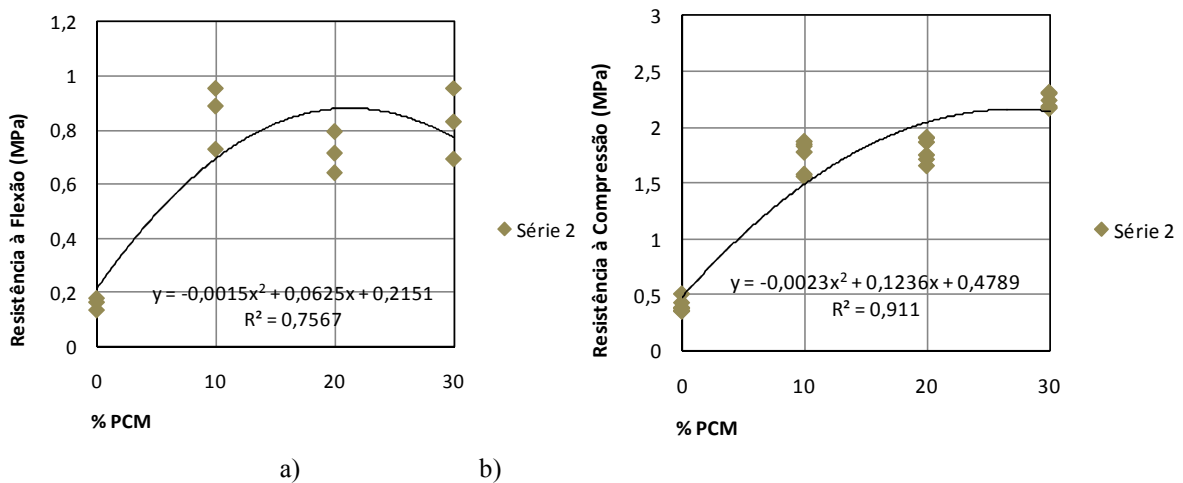 1,2
1
0,8
0,6
0,4
0,2
0
Resistência à Flexão (MPa)
y = -0,0015x² + 0,0625x + 0,2151
R² = 0,7567
0 10 20 30
% PCM
Série 2
3
2,5
2
1,5
1
0,5
0
Resistência à Compressão (MPa)
y = -0,0023x² + 0,1236x + 0,4789
R² = 0,911
0 10 20 30
% PCM
Série 2
a) b)